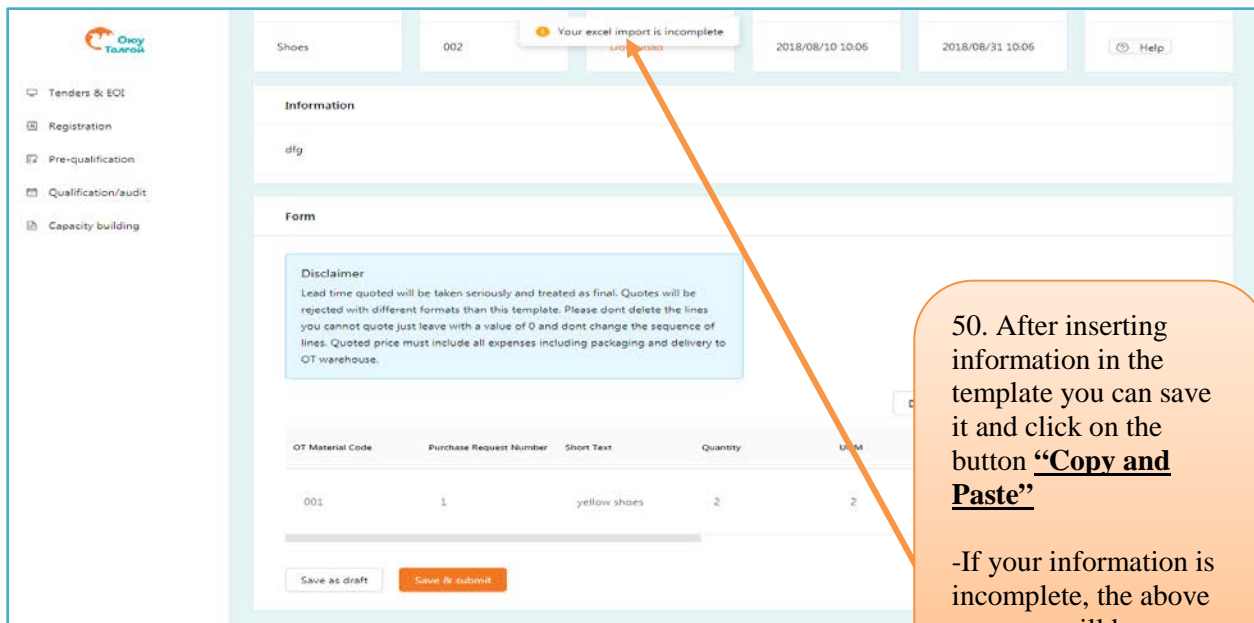 Оюу
Толгой
Your excel import is incomplete
Shoes 002 Download 2018/08/10 10:06 2018/08/31 10:06 Help
Tenders & EOI
Registration
Pre-qualification
Qualification/audit
Capacity building
Information
dfg
Form
Disclaimer
Lead time quoted will be taken seriously and treated as final. Quotes will be
rejected with different formats than this template. Please dont delete the lines
you cannot quote just leave with a value of 0 and dont change the sequence of
lines. Quoted price must include all expenses including packaging and delivery to
OT warehouse.
OT Material Code Purchase Request Number Short Text Quantity
001 1 yellow shoes 2 2
Save as draft Save & submit
50. After inserting
information in the
template you can save
it and click on the
button “Copy and
Paste”
-If your information is
incomplete, the above